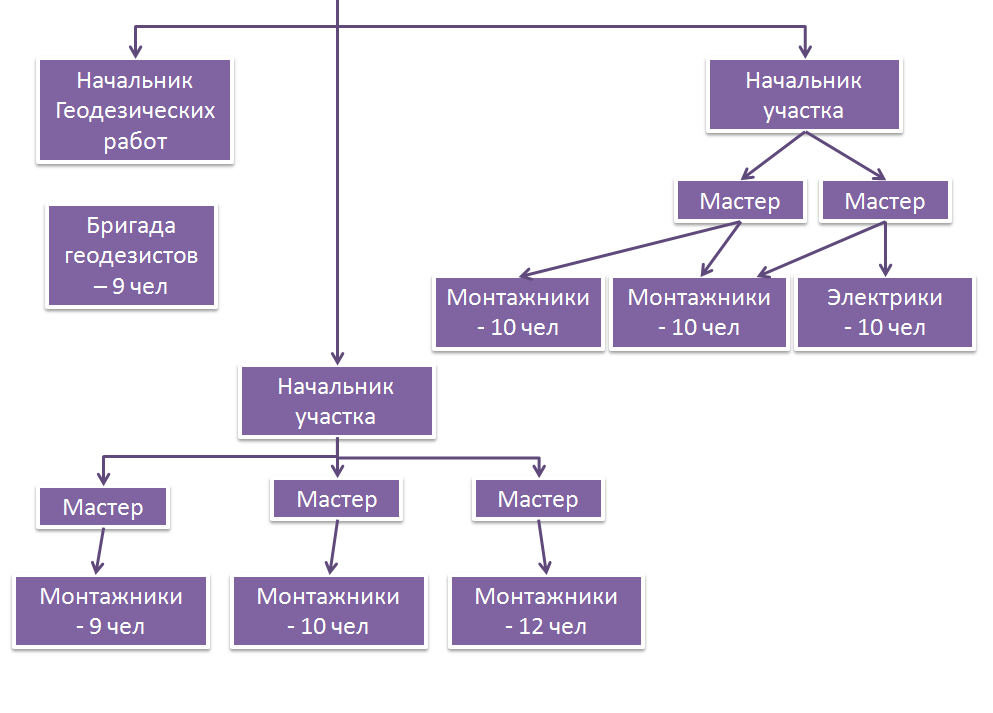 Начальник
Геодезических
работ
Начальник
участка
Мастер
Мастер
Бригада
геодезистов
– 9 чел
Монтажники
- 10 чел
Монтажники
- 10 чел
Электрики
- 10 чел
Начальник
участка
Мастер
Мастер
Мастер
Монтажники
- 9 чел
Монтажники
- 10 чел
Монтажники
- 12 чел